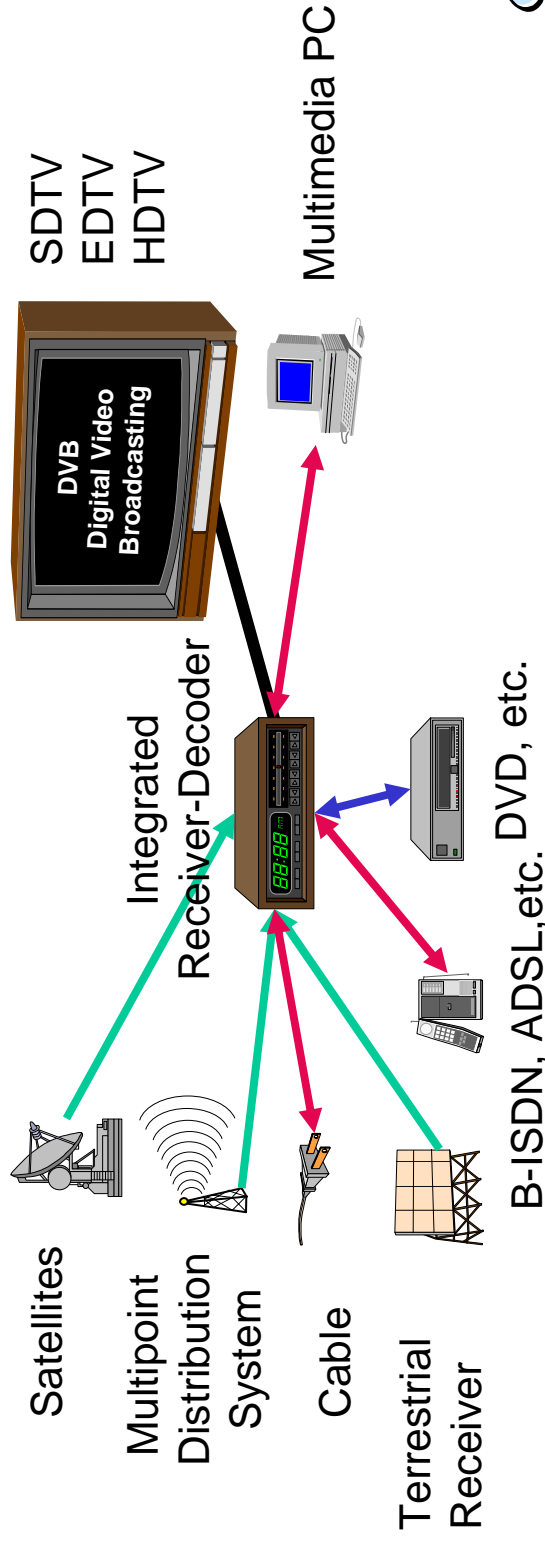 Satellites
Multipoint
Distribution
System
Cable
Terrestrial
Receiver
Integrated
Receiver-Decoder
88:88
B-ISDN, ADSL,etc.
DVD, etc.
DVB
Digital Video
Broadcasting
SDTV
EDTV
HDTV
Multimedia PC